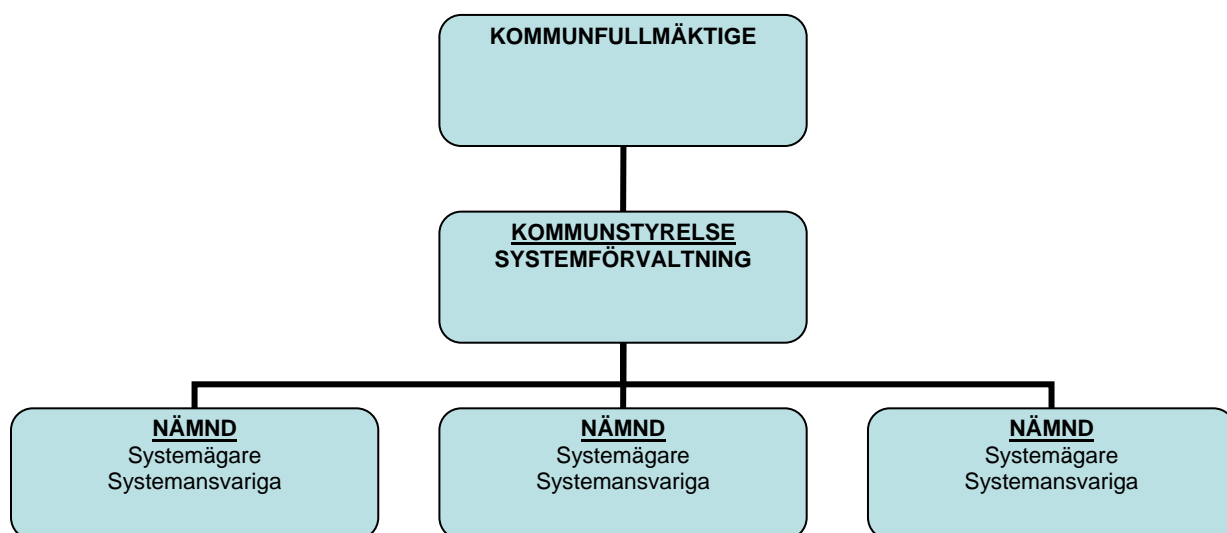 KOMMUNFULLMÄKTIGE
KOMMUNSTYRELSE
SYSTEMFÖRVALTNING
NÄMND
Systemägare
Systemansvariga
NÄMND
Systemägare
Systemansvariga
NÄMND
Systemägare
Systemansvariga